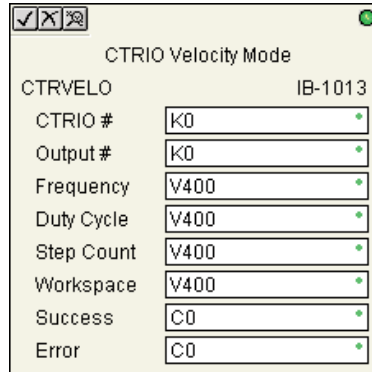 CTRIO Velocity Mode
CTRVELO IB-1013
CTRIO # K0
Output # K0
Frequency V400
Duty Cycle V400
Step Count V400
Workspace V400
Success C0
Error C0